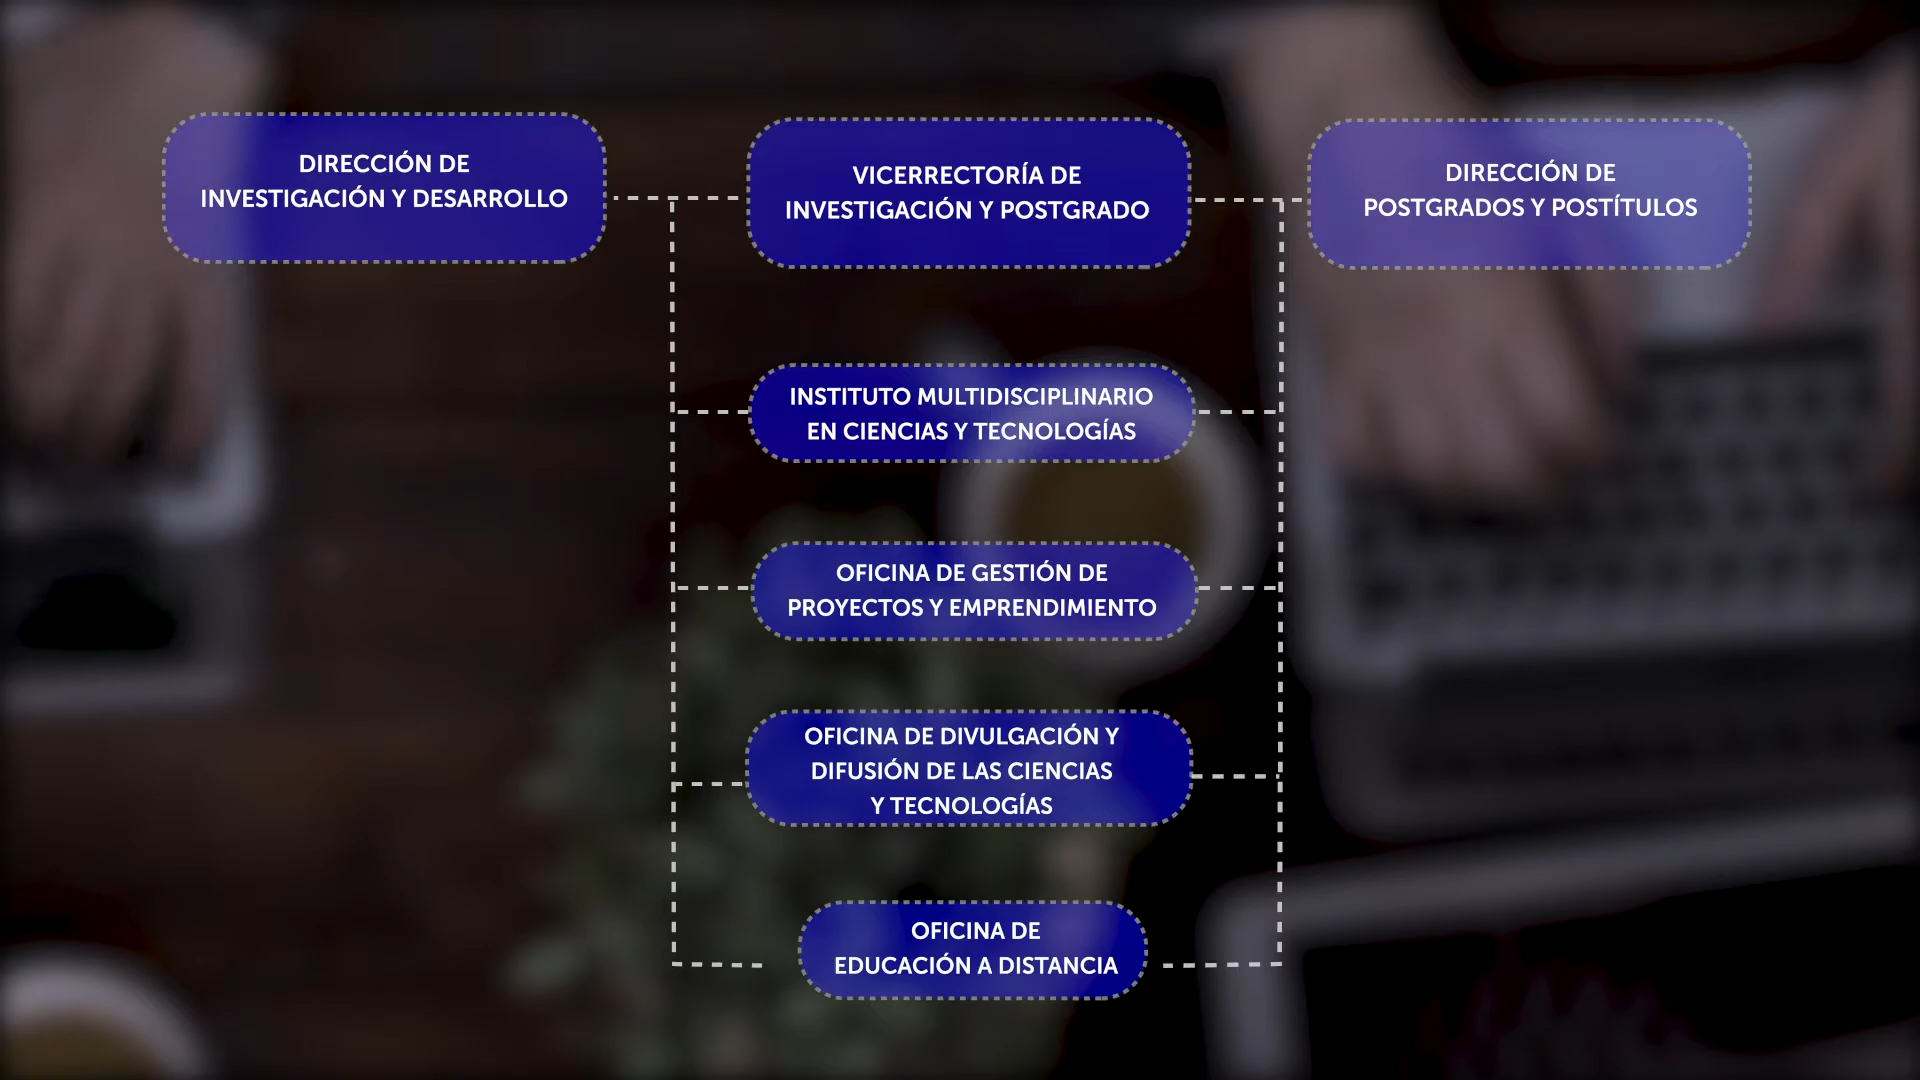 DIRECCIÓN DE
INVESTIGACIÓN Y DESARROLLO
VICERRECTORÍA DE
INVESTIGACIÓN Y POSTGRADO
DIRECCIÓN DE
POSTGRADOS Y POSTÍTULOS
INSTITUTO MULTIDISCIPLINARIO
EN CIENCIAS Y TECNOLOGÍAS
OFICINA DE GESTIÓN DE
PROYECTOS Y EMPRENDIMIENTO
OFICINA DE DIVULGACIÓN Y
DIFUSIÓN DE LAS CIENCIAS
Y TECNOLOGÍAS
OFICINA DE
EDUCACIÓN A DISTANCIA